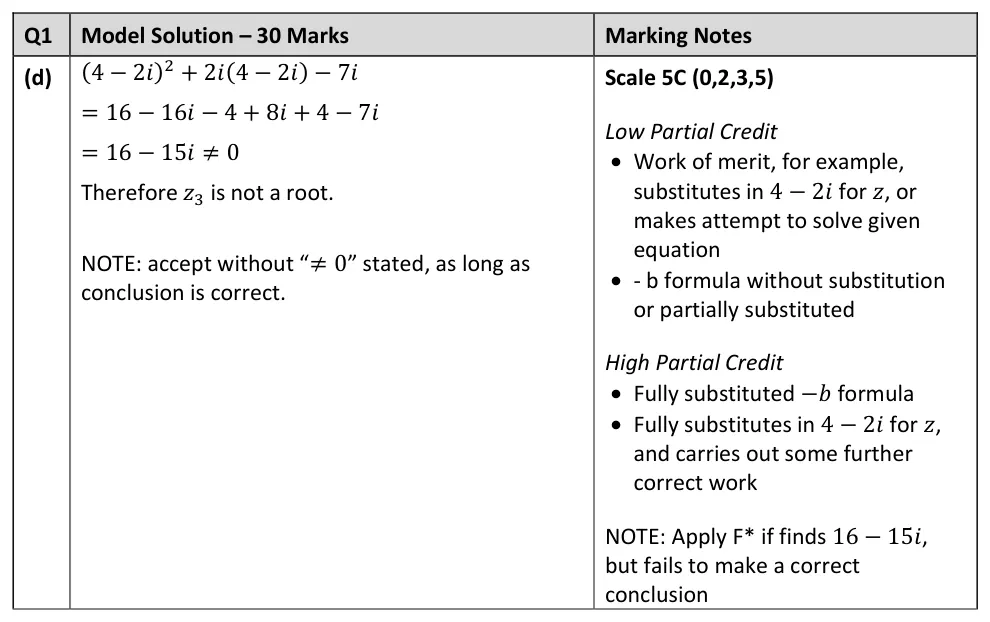 Q1 Model Solution – 30 Marks Marking Notes
(d)
(4 − 2i)² + 2i(4 − 2i) − 7i
= 16 − 16i − 4 + 8i + 4 − 7i
= 16 − 15i ≠ 0
Therefore z₃ is not a root.
NOTE: accept without “≠ 0” stated, as long as
conclusion is correct.
Scale 5C (0,2,3,5)
Low Partial Credit
• Work of merit, for example,
substitutes in 4 − 2i for z, or
makes attempt to solve given
equation
• - b formula without substitution
or partially substituted
High Partial Credit
• Fully substituted −b formula
• Fully substitutes in 4 − 2i for z,
and carries out some further
correct work
NOTE: Apply F* if finds 16 − 15i,
but fails to make a correct
conclusion